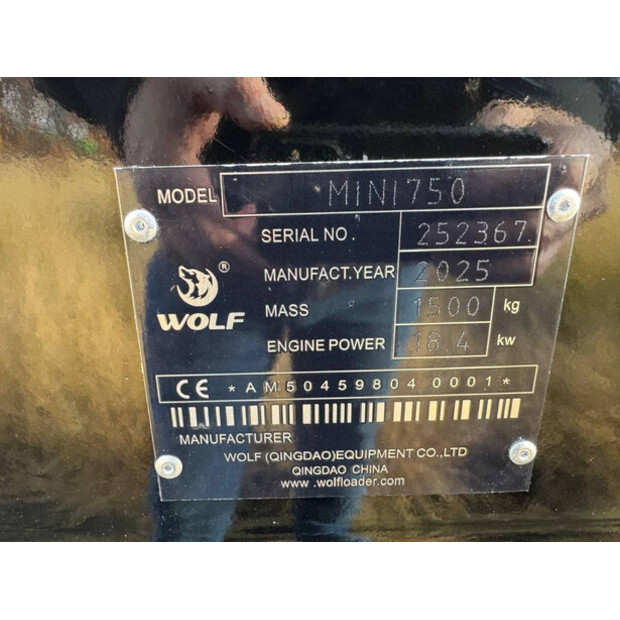 MODEL MINI750
SERIAL NO. 252367
MANUFACT.YEAR 2025
MASS 1500 kg
ENGINE POWER 18.4 kw
® WOLF
CE *AM50459804 0001*
MANUFACTURER
WOLF (QINGDAO)EQUIPMENT CO.,LTD
QINGDAO CHINA
www.wolfloader.com